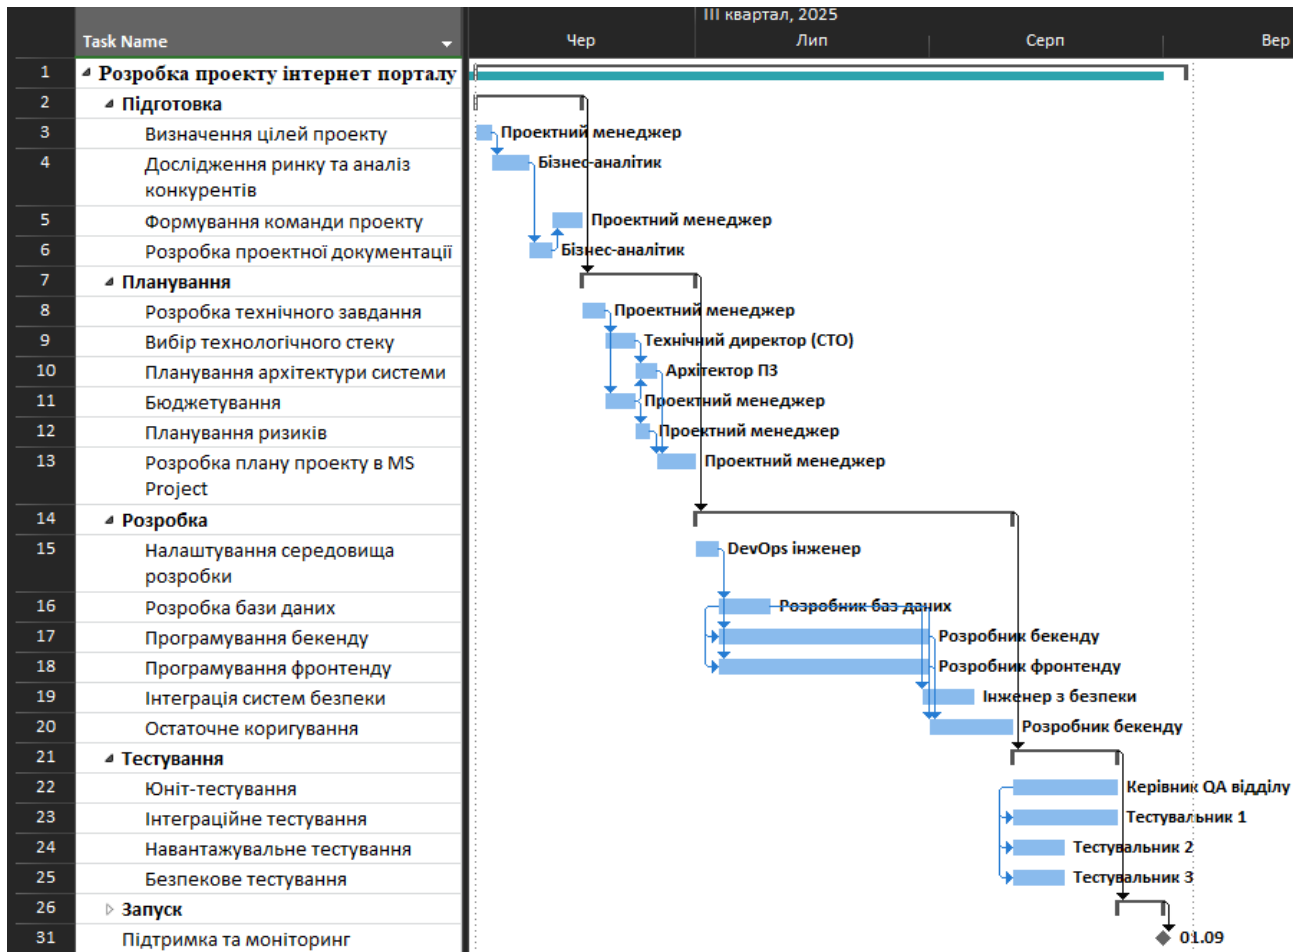 ІІІ квартал, 2025
Task Name
Чер
Лип
Серп
Вер
1 Розробка проекту інтернет порталу
2 Підготовка
3 Визначення цілей проекту Проектний менеджер
4 Дослідження ринку та аналіз
конкурентів
Бізнес-аналітик
5 Формування команди проекту Проектний менеджер
6 Розробка проектної документації Бізнес-аналітик
7 Планування
8 Розробка технічного завдання Проектний менеджер
9 Вибір технологічного стеку Технічний директор (СТО)
10 Планування архітектури системи Архітектор ПЗ
11 Бюджетування Проектний менеджер
12 Планування ризиків Проектний менеджер
13 Розробка плану проекту в MS
Project
Проектний менеджер
14 Розробка
15 Налаштування середовища
розробки
DevOps інженер
16 Розробка бази даних Розробник баз даних
17 Програмування бекенду Розробник бекенду
18 Програмування фронтенду Розробник фронтенду
19 Інтеграція систем безпеки Інженер з безпеки
20 Остаточне коригування Розробник бекенду
21 Тестування
22 Юніт-тестування Керівник QA відділу
23 Інтеграційне тестування Тестувальник 1
24 Навантажувальне тестування Тестувальник 2
25 Безпекове тестування Тестувальник 3
26 Запуск
31 Підтримка та моніторинг 01.09